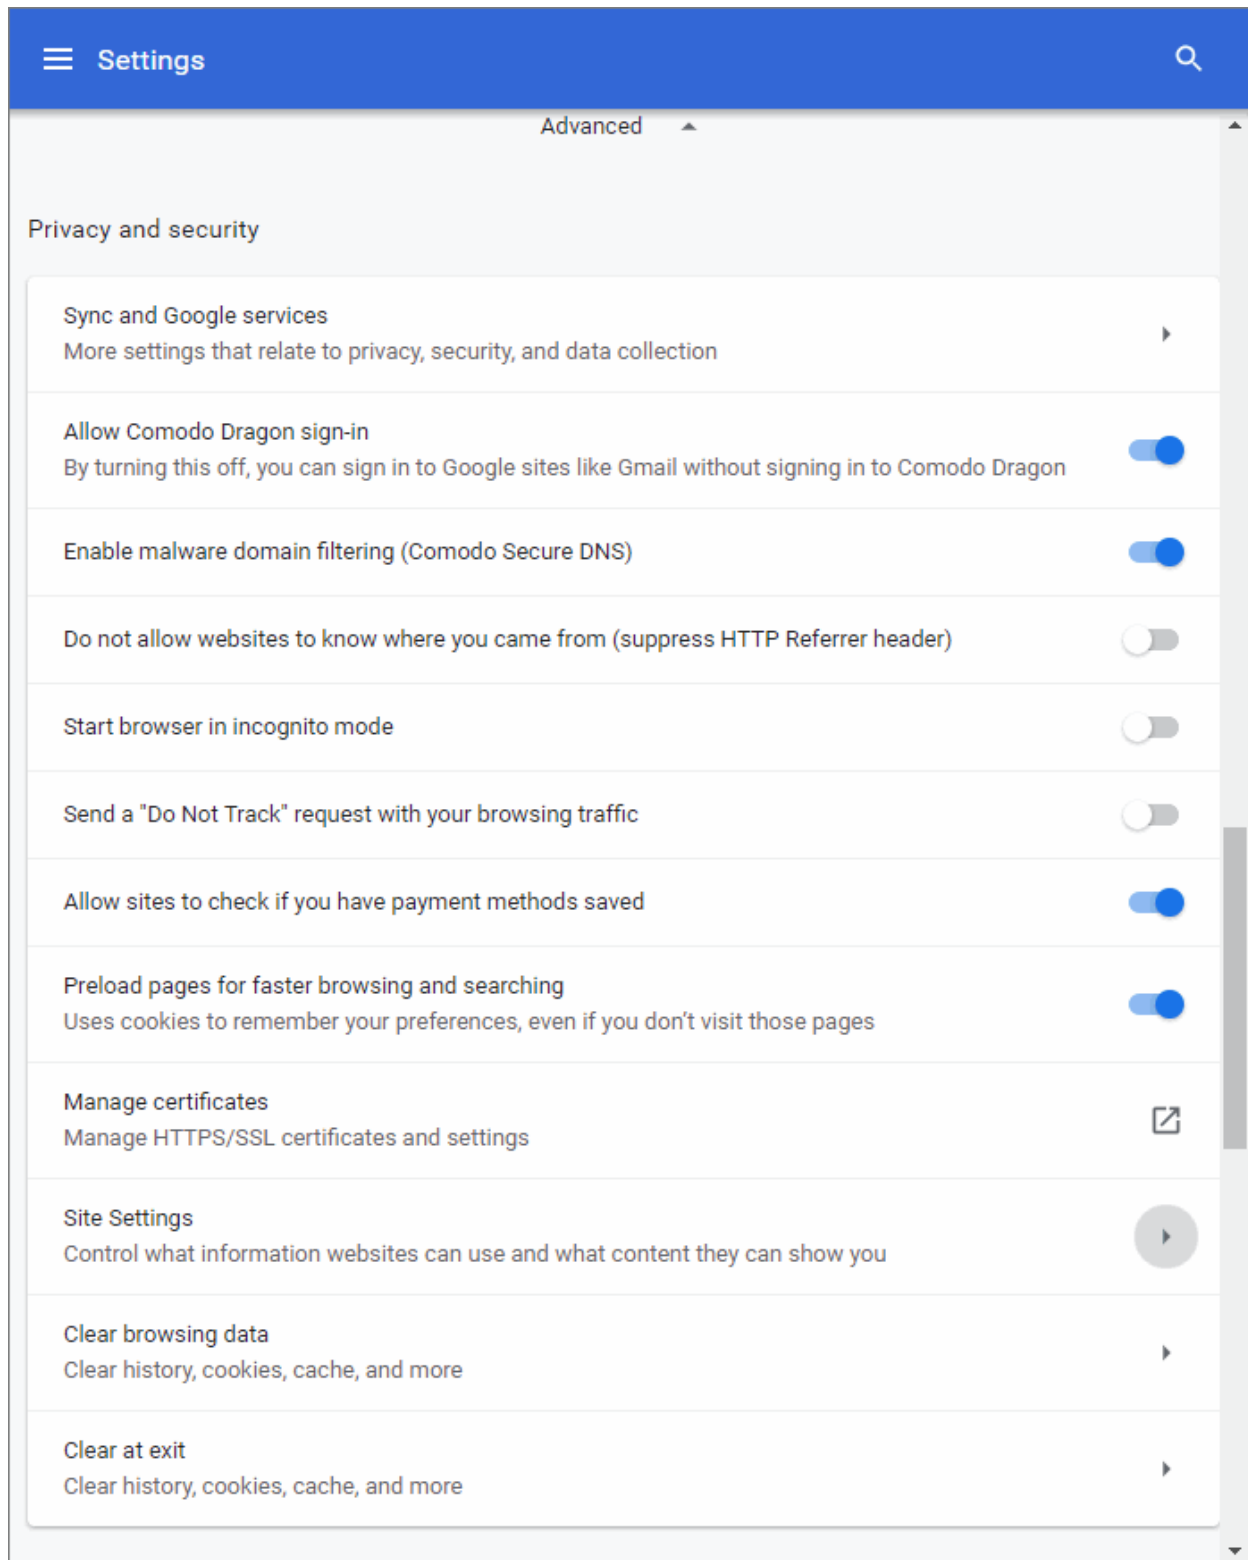 Settings
Advanced
Privacy and security
Sync and Google services
More settings that relate to privacy, security, and data collection
Allow Comodo Dragon sign-in
By turning this off, you can sign in to Google sites like Gmail without signing in to Comodo Dragon
Enable malware domain filtering (Comodo Secure DNS)
Do not allow websites to know where you came from (suppress HTTP Referrer header)
Start browser in incognito mode
Send a "Do Not Track" request with your browsing traffic
Allow sites to check if you have payment methods saved
Preload pages for faster browsing and searching
Uses cookies to remember your preferences, even if you don't visit those pages
Manage certificates
Manage HTTPS/SSL certificates and settings
Site Settings
Control what information websites can use and what content they can show you
Clear browsing data
Clear history, cookies, cache, and more
Clear at exit
Clear history, cookies, cache, and more